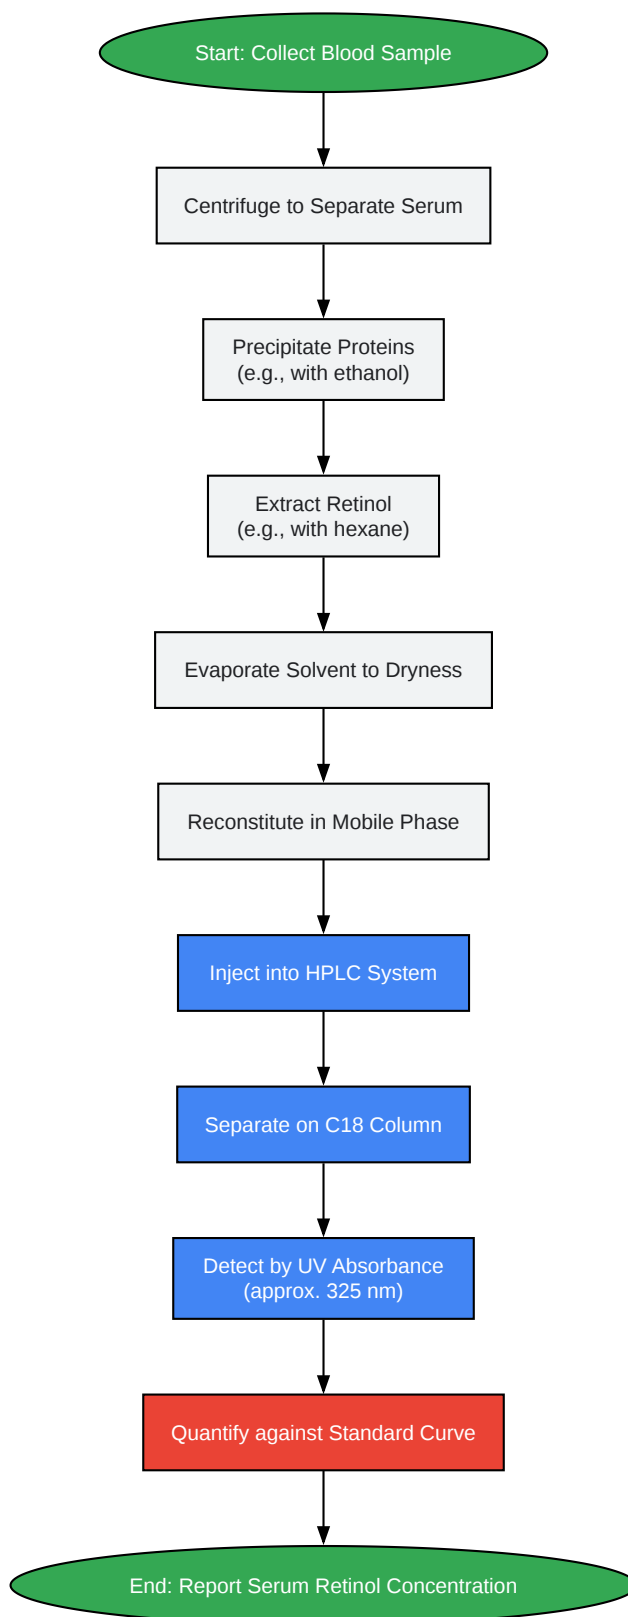 Start: Collect Blood Sample
Centrifuge to Separate Serum
Precipitate Proteins
(e.g., with ethanol)
Extract Retinol
(e.g., with hexane)
Evaporate Solvent to Dryness
Reconstitute in Mobile Phase
Inject into HPLC System
Separate on C18 Column
Detect by UV Absorbance
(approx. 325 nm)
Quantify against Standard Curve
End: Report Serum Retinol Concentration